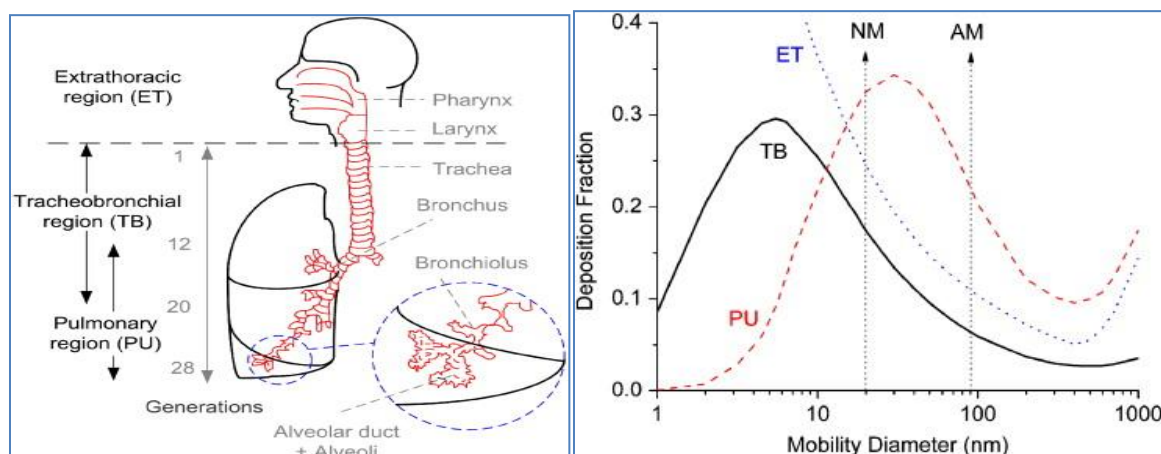 Extrathoracic
region (ET)
Pharynx
Larynx
1
Trachea
Tracheobronchial
region (TB)
Bronchus
12
Bronchiolus
20
Pulmonary
region (PU)
28
Generations
Alveolar duct
+ Alveoli
0.4
NM
AM
ET
0.3
TB
0.2
Deposition Fraction
0.1
PU
0.0
1
10
100
1000
Mobility Diameter (nm)